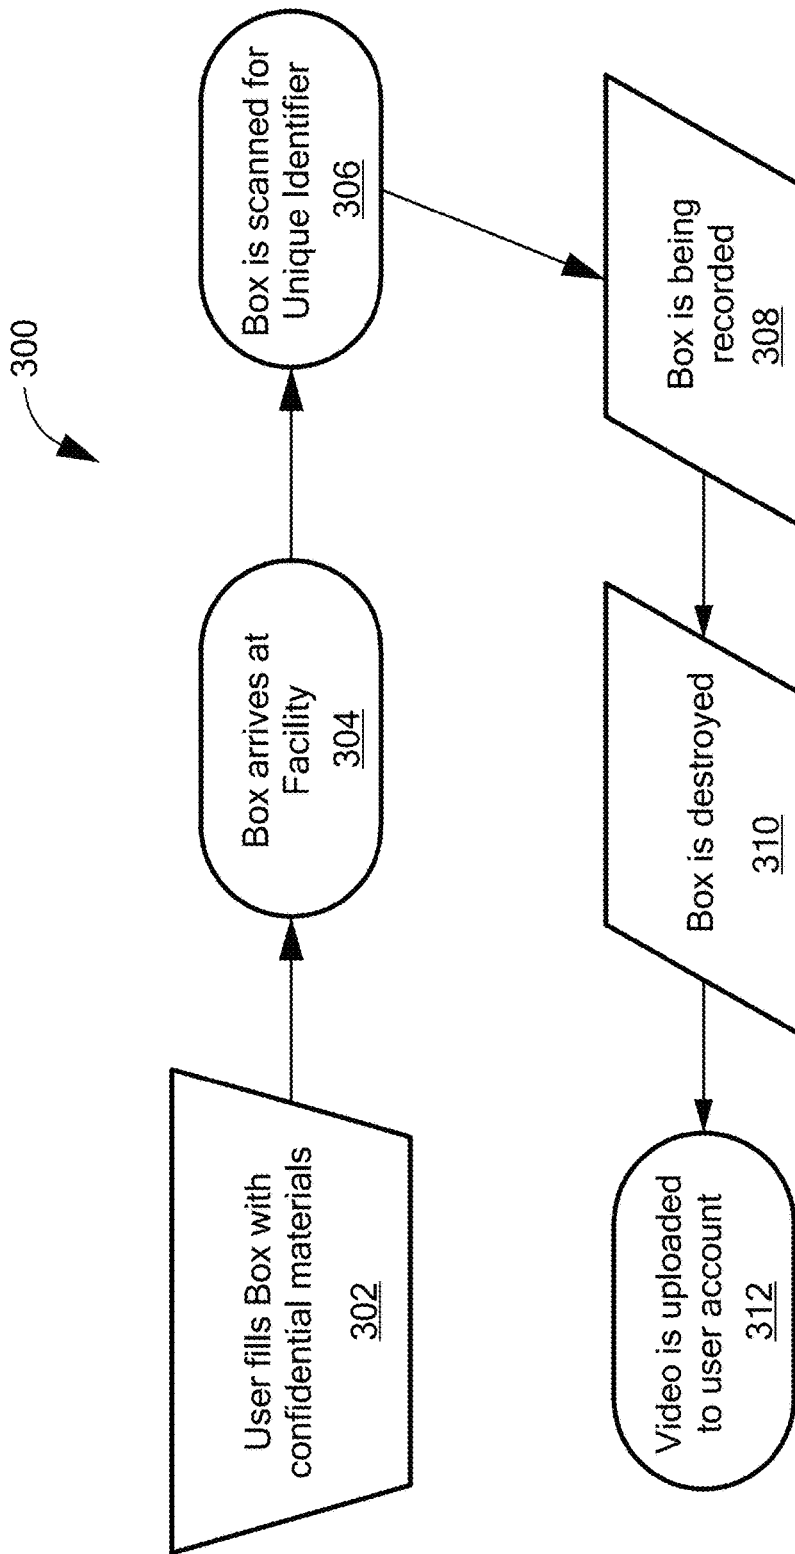 300
User fills Box with
confidential materials
302
Box arrives at
Facility
304
Box is scanned for
Unique Identifier
306
Box is being
recorded
308
Box is destroyed
310
Video is uploaded
to user account
312